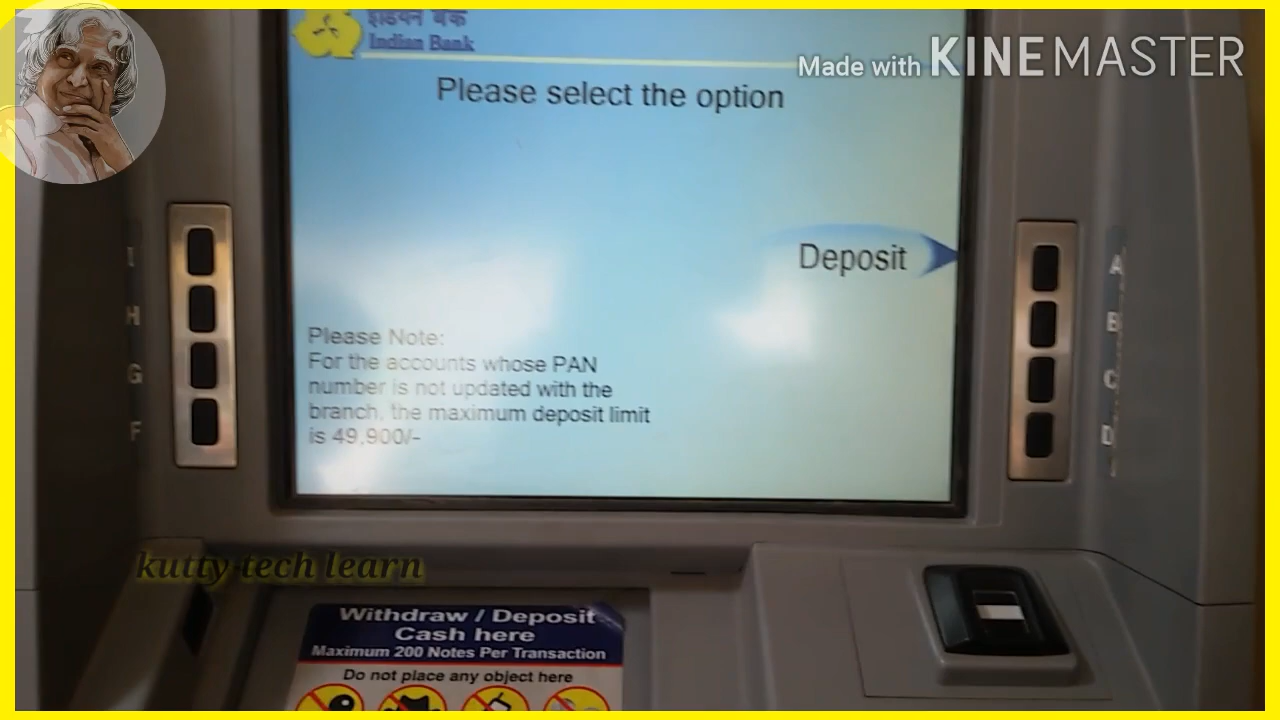 इंडियन बैंक
Indian Bank
Made with KINEMASTER
Please select the option
Deposit
I
H
G
F
A
B
C
D
Please Note:
For the accounts whose PAN
number is not updated with the
branch, the maximum deposit limit
is 49,900/-
kutty tech learn
Withdraw / Deposit
Cash here
Maximum 200 Notes Per Transaction
Do not place any object here